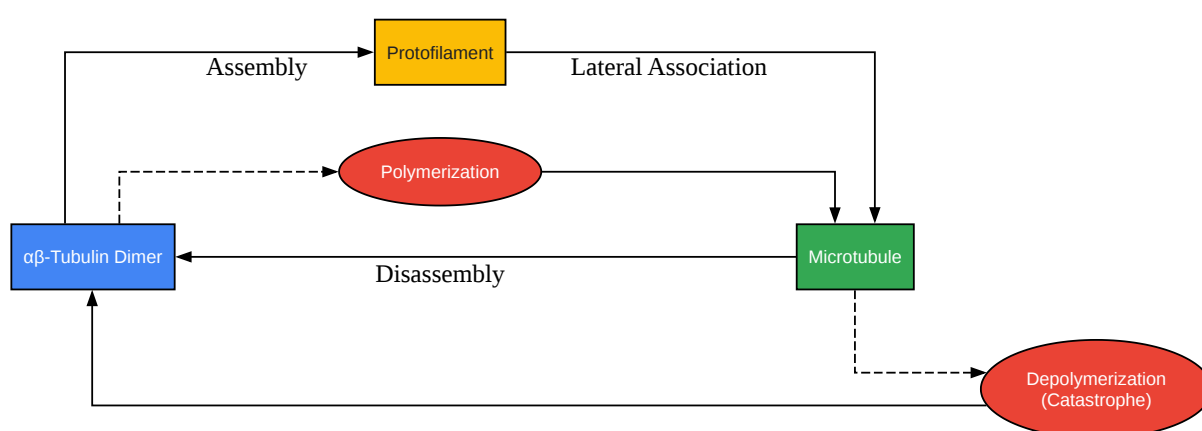 Protofilament
Assembly
Lateral Association
Polymerization
αβ-Tubulin Dimer
Microtubule
Disassembly
Depolymerization
(Catastrophe)